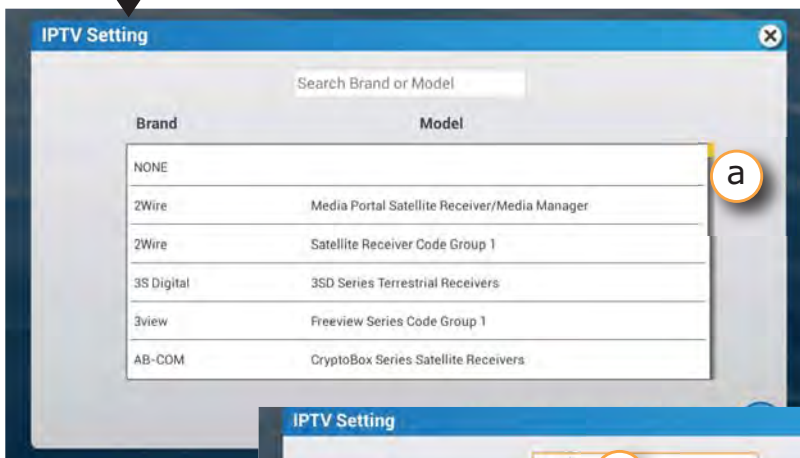 IPTV Setting
Search Brand or Model
Brand Model
NONE
a
2Wire Media Portal Satellite Receiver/Media Manager
2Wire Satellite Receiver Code Group 1
3S Digital 3SD Series Terrestrial Receivers
3view Freeview Series Code Group 1
AB-COM CryptoBox Series Satellite Receivers
IPTV Setting